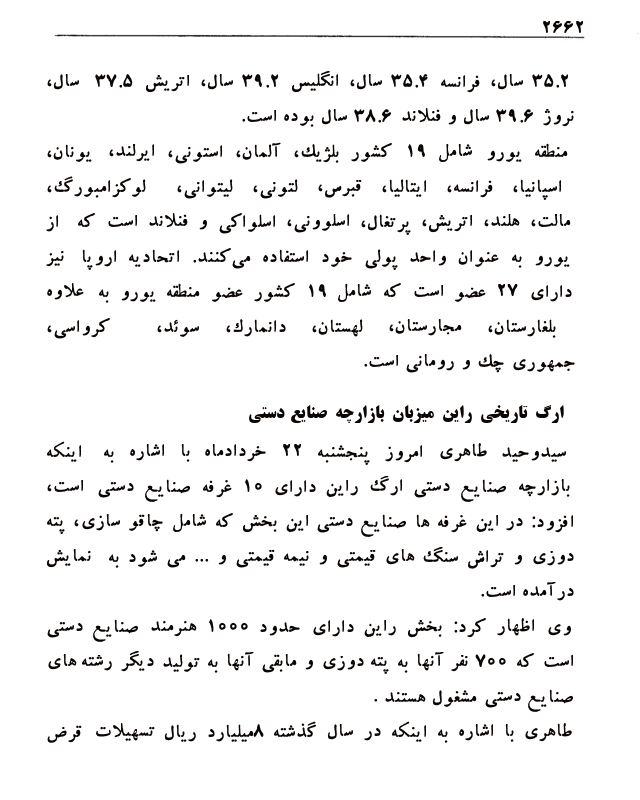 ۲۶۶۲
۳۵.۲ سال، فرانسه ۳۵.۴ سال، انگلیس ۳۹.۲ سال، اتریش ۳۷.۵ سال،
نروژ ۳۹.۶ سال و فنلاند ۳۸.۶ سال بوده است.
منطقه یورو شامل ۱۹ کشور بلژیک، آلمان، استونی، ایرلند، یونان،
اسپانیا، فرانسه، ایتالیا، قبرس، لتونی، لیتوانی، لوکزامبورگ،
مالت، هلند، اتریش، پرتغال، اسلوونی، اسلواکی و فنلاند است که از
یورو به عنوان واحد پولی خود استفاده می‌کنند. اتحادیه اروپا نیز
دارای ۲۷ عضو است که شامل ۱۹ کشور عضو منطقه یورو به علاوه
بلغارستان، مجارستان، لهستان، دانمارک، سوئد، کرواسی،
جمهوری چک و رومانی است.
ارگ تاریخی راین میزبان بازارچه صنایع دستی
سیدوحید طاهری امروز پنجشنبه ۲۲ خردادماه با اشاره به اینکه
بازارچه صنایع دستی ارگ راین دارای ۱۰ غرفه صنایع دستی است،
افزود: در این غرفه ها صنایع دستی این بخش که شامل چاقو سازی، پته
دوزی و تراش سنگ های قیمتی و نیمه قیمتی و ... می شود به نمایش
درآمده است.
وی اظهار کرد: بخش راین دارای حدود ۱۰۰۰ هنرمند صنایع دستی
است که ۷۰۰ نفر آنها به پته دوزی و مابقی آنها به تولید دیگر رشته های
صنایع دستی مشغول هستند .
طاهری با اشاره به اینکه در سال گذشته ۸میلیارد ریال تسهیلات قرض